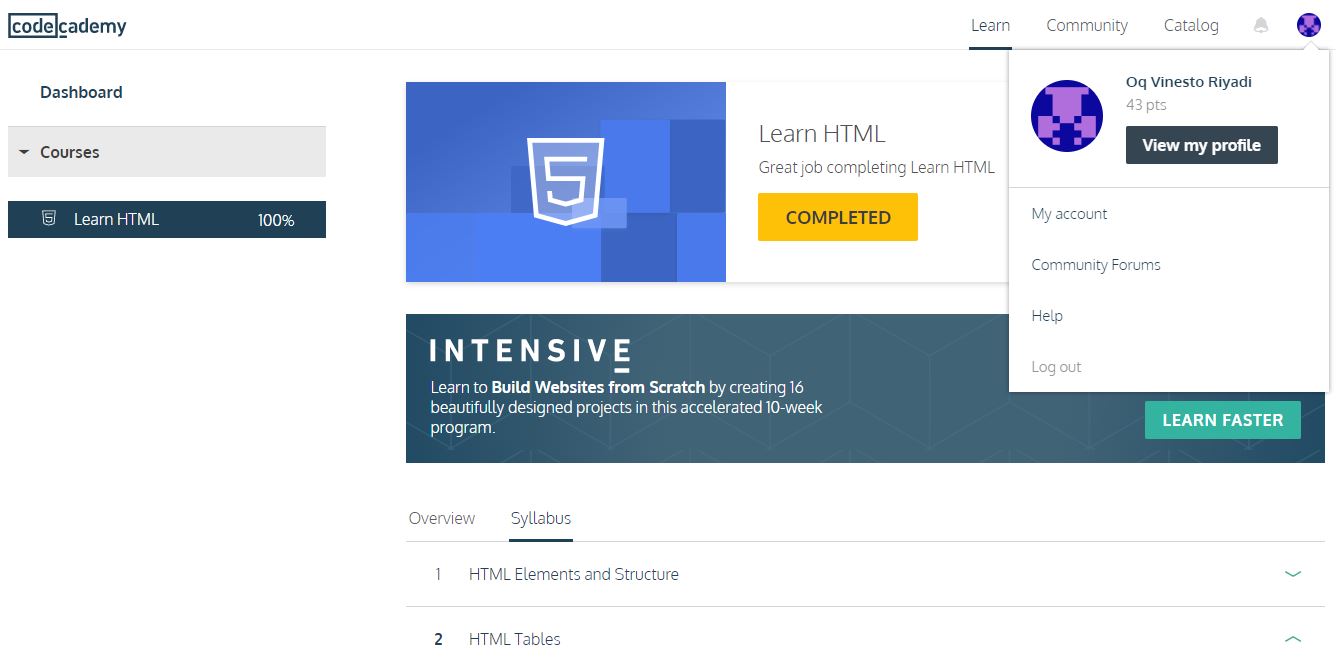 codecademy
Learn
Community
Catalog
Dashboard
Courses
Learn HTML
100%
Learn HTML
Great job completing Learn HTML
COMPLETED
Oq Vinesto Riyadi
43 pts
View my profile
My account
Community Forums
Help
Log out
INTENSIVE
Learn to Build Websites from Scratch by creating 16
beautifully designed projects in this accelerated 10-week
program.
LEARN FASTER
Overview
Syllabus
1 HTML Elements and Structure
2 HTML Tables